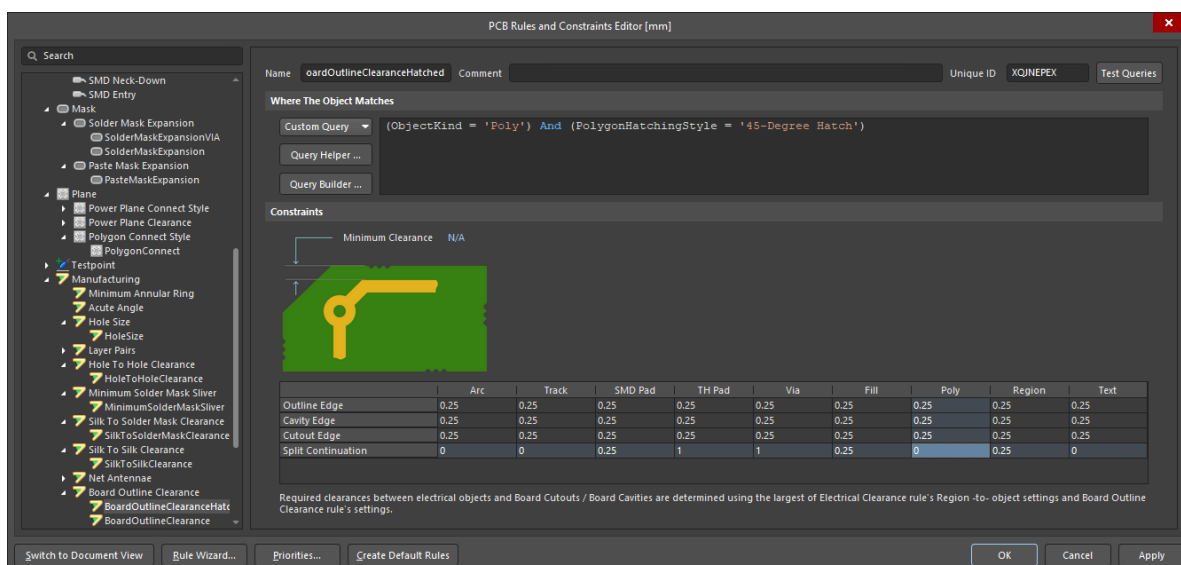 PCB Rules and Constraints Editor [mm]
Search
SMD Neck-Down
SMD Entry
Mask
Solder Mask Expansion
SolderMaskExpansionVIA
SolderMaskExpansion
Paste Mask Expansion
PasteMaskExpansion
Plane
Power Plane Connect Style
Power Plane Clearance
Polygon Connect Style
PolygonConnect
Testpoint
Manufacturing
Minimum Annular Ring
Acute Angle
Hole Size
HoleSize
Layer Pairs
Hole To Hole Clearance
HoleToHoleClearance
Minimum Solder Mask Sliver
MinimumSolderMaskSliver
Silk To Solder Mask Clearance
SilkToSolderMaskClearance
Silk To Silk Clearance
SilkToSilkClearance
Net Antennae
Board Outline Clearance
BoardOutlineClearanceHatc
BoardOutlineClearance
Name oardOutlineClearanceHatched Comment Unique ID XQJNEPEX Test Queries
Where The Object Matches
Custom Query (ObjectKind = 'Poly') And (PolygonHatchingStyle = '45-Degree Hatch')
Query Helper ...
Query Builder ...
Constraints
Minimum Clearance N/A
Arc Track SMD Pad TH Pad Via Fill Poly Region Text
Outline Edge 0.25 0.25 0.25 0.25 0.25 0.25 0.25 0.25 0.25
Cavity Edge 0.25 0.25 0.25 0.25 0.25 0.25 0.25 0.25 0.25
Cutout Edge 0.25 0.25 0.25 0.25 0.25 0.25 0.25 0.25 0.25
Split Continuation 0 0 0.25 1 1 0.25 0 0.25 0
Required clearances between electrical objects and Board Cutouts / Board Cavities are determined using the largest of Electrical Clearance rule's Region -to- object settings and Board Outline
Clearance rule's settings.
Switch to Document View Rule Wizard... Priorities... Create Default Rules OK Cancel Apply